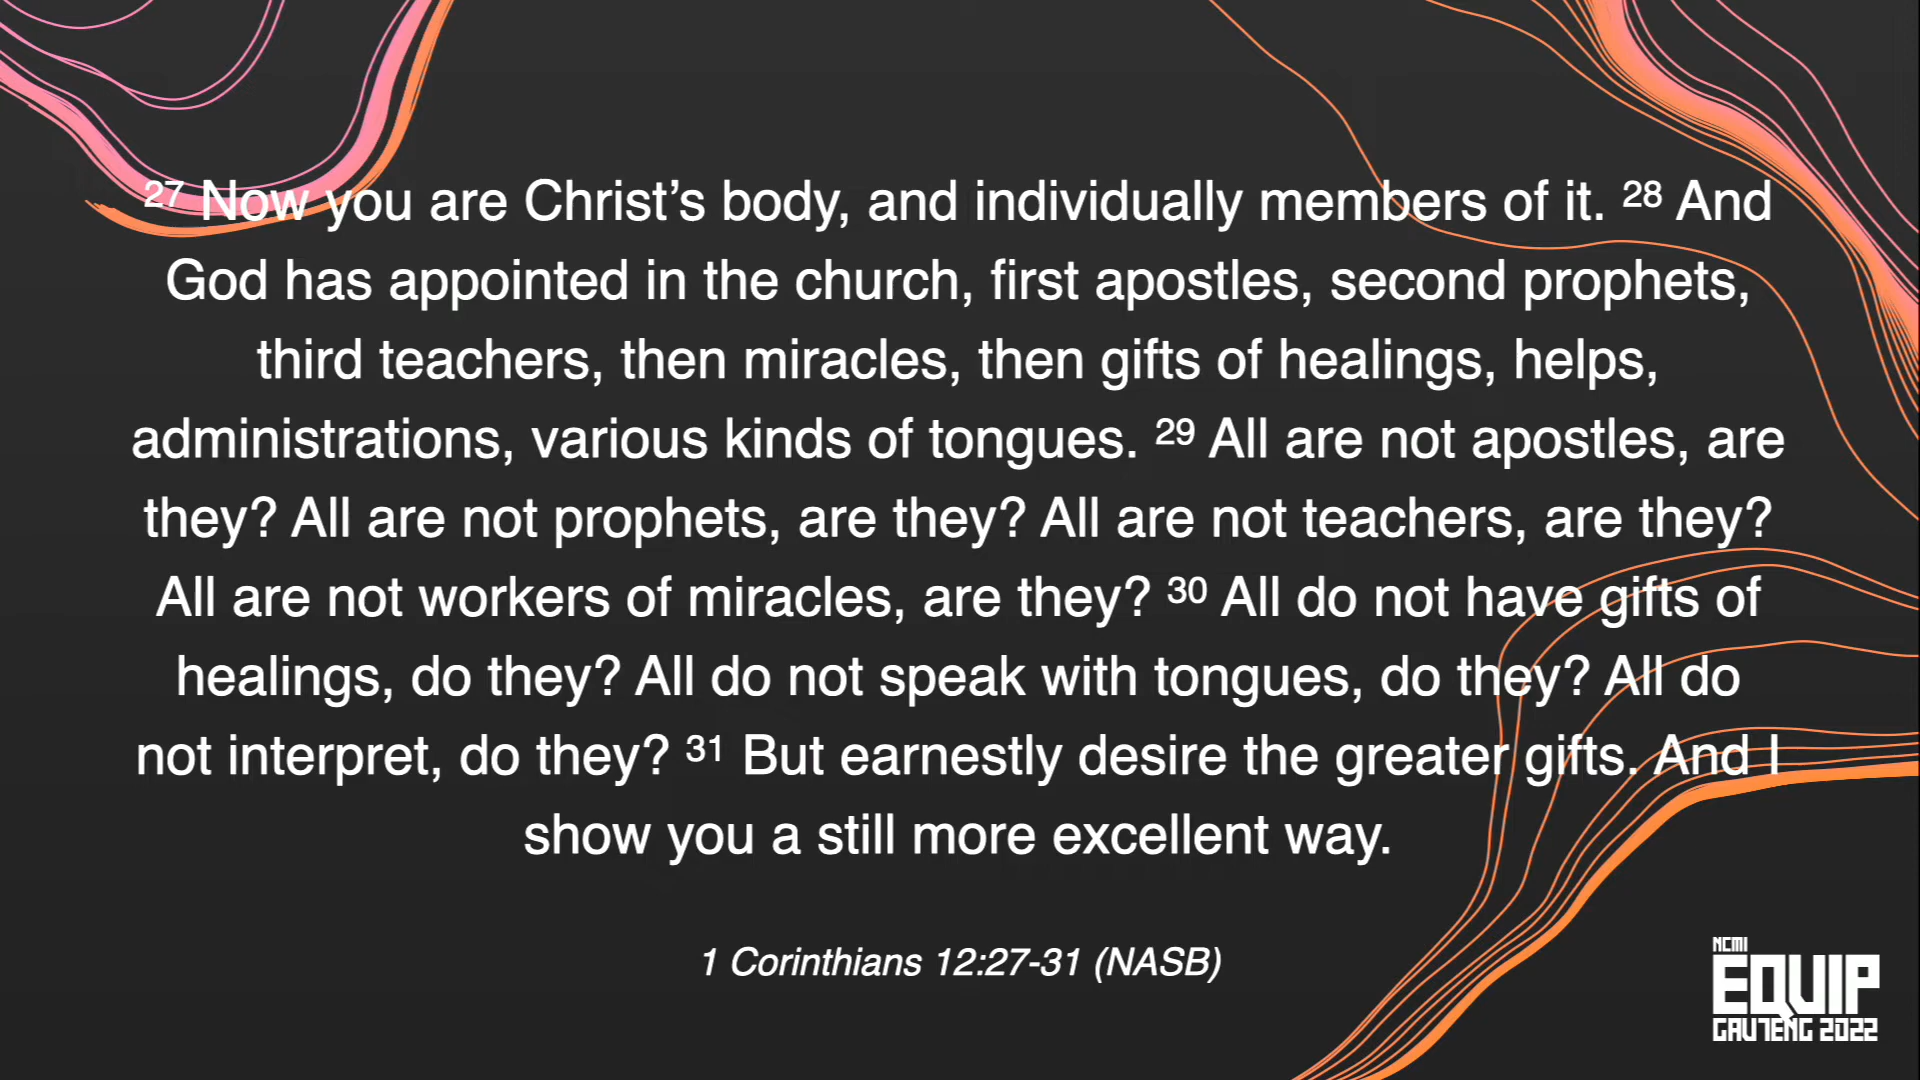 27 Now you are Christ’s body, and individually members of it. 28 And
God has appointed in the church, first apostles, second prophets,
third teachers, then miracles, then gifts of healings, helps,
administrations, various kinds of tongues. 29 All are not apostles, are
they? All are not prophets, are they? All are not teachers, are they?
All are not workers of miracles, are they? 30 All do not have gifts of
healings, do they? All do not speak with tongues, do they? All do
not interpret, do they? 31 But earnestly desire the greater gifts. And I
show you a still more excellent way.
1 Corinthians 12:27-31 (NASB)
NCMI
EQUIP
GAUTENG 2022